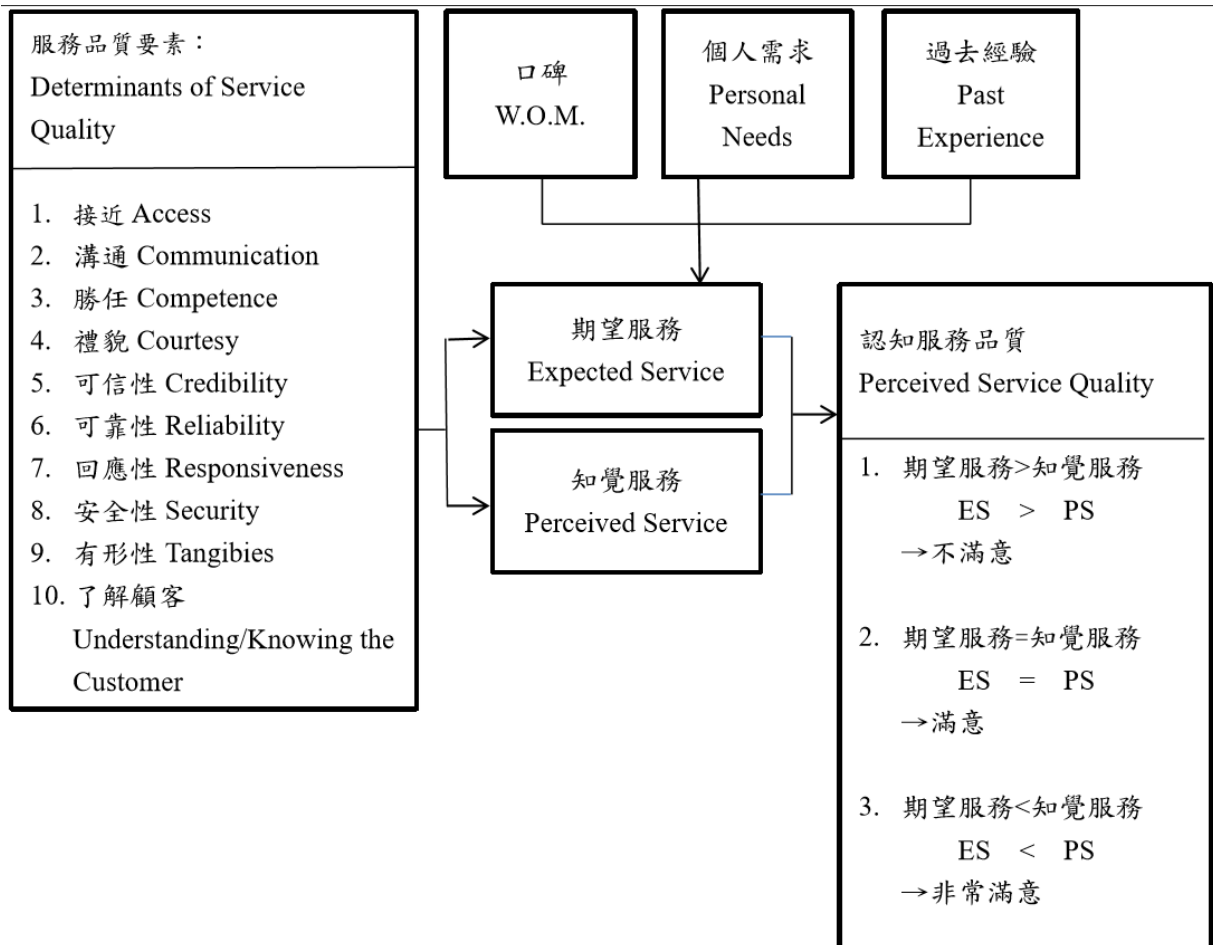 服務品質要素：
Determinants of Service
Quality
1. 接近 Access
2. 溝通 Communication
3. 勝任 Competence
4. 禮貌 Courtesy
5. 可信性 Credibility
6. 可靠性 Reliability
7. 回應性 Responsiveness
8. 安全性 Security
9. 有形性 Tangibies
10. 了解顧客
Understanding/Knowing the
Customer
口碑
W.O.M.
個人需求
Personal
Needs
過去經驗
Past
Experience
期望服務
Expected Service
知覺服務
Perceived Service
認知服務品質
Perceived Service Quality
1. 期望服務>知覺服務
ES > PS
→不滿意
2. 期望服務=知覺服務
ES = PS
→滿意
3. 期望服務<知覺服務
ES < PS
→非常滿意